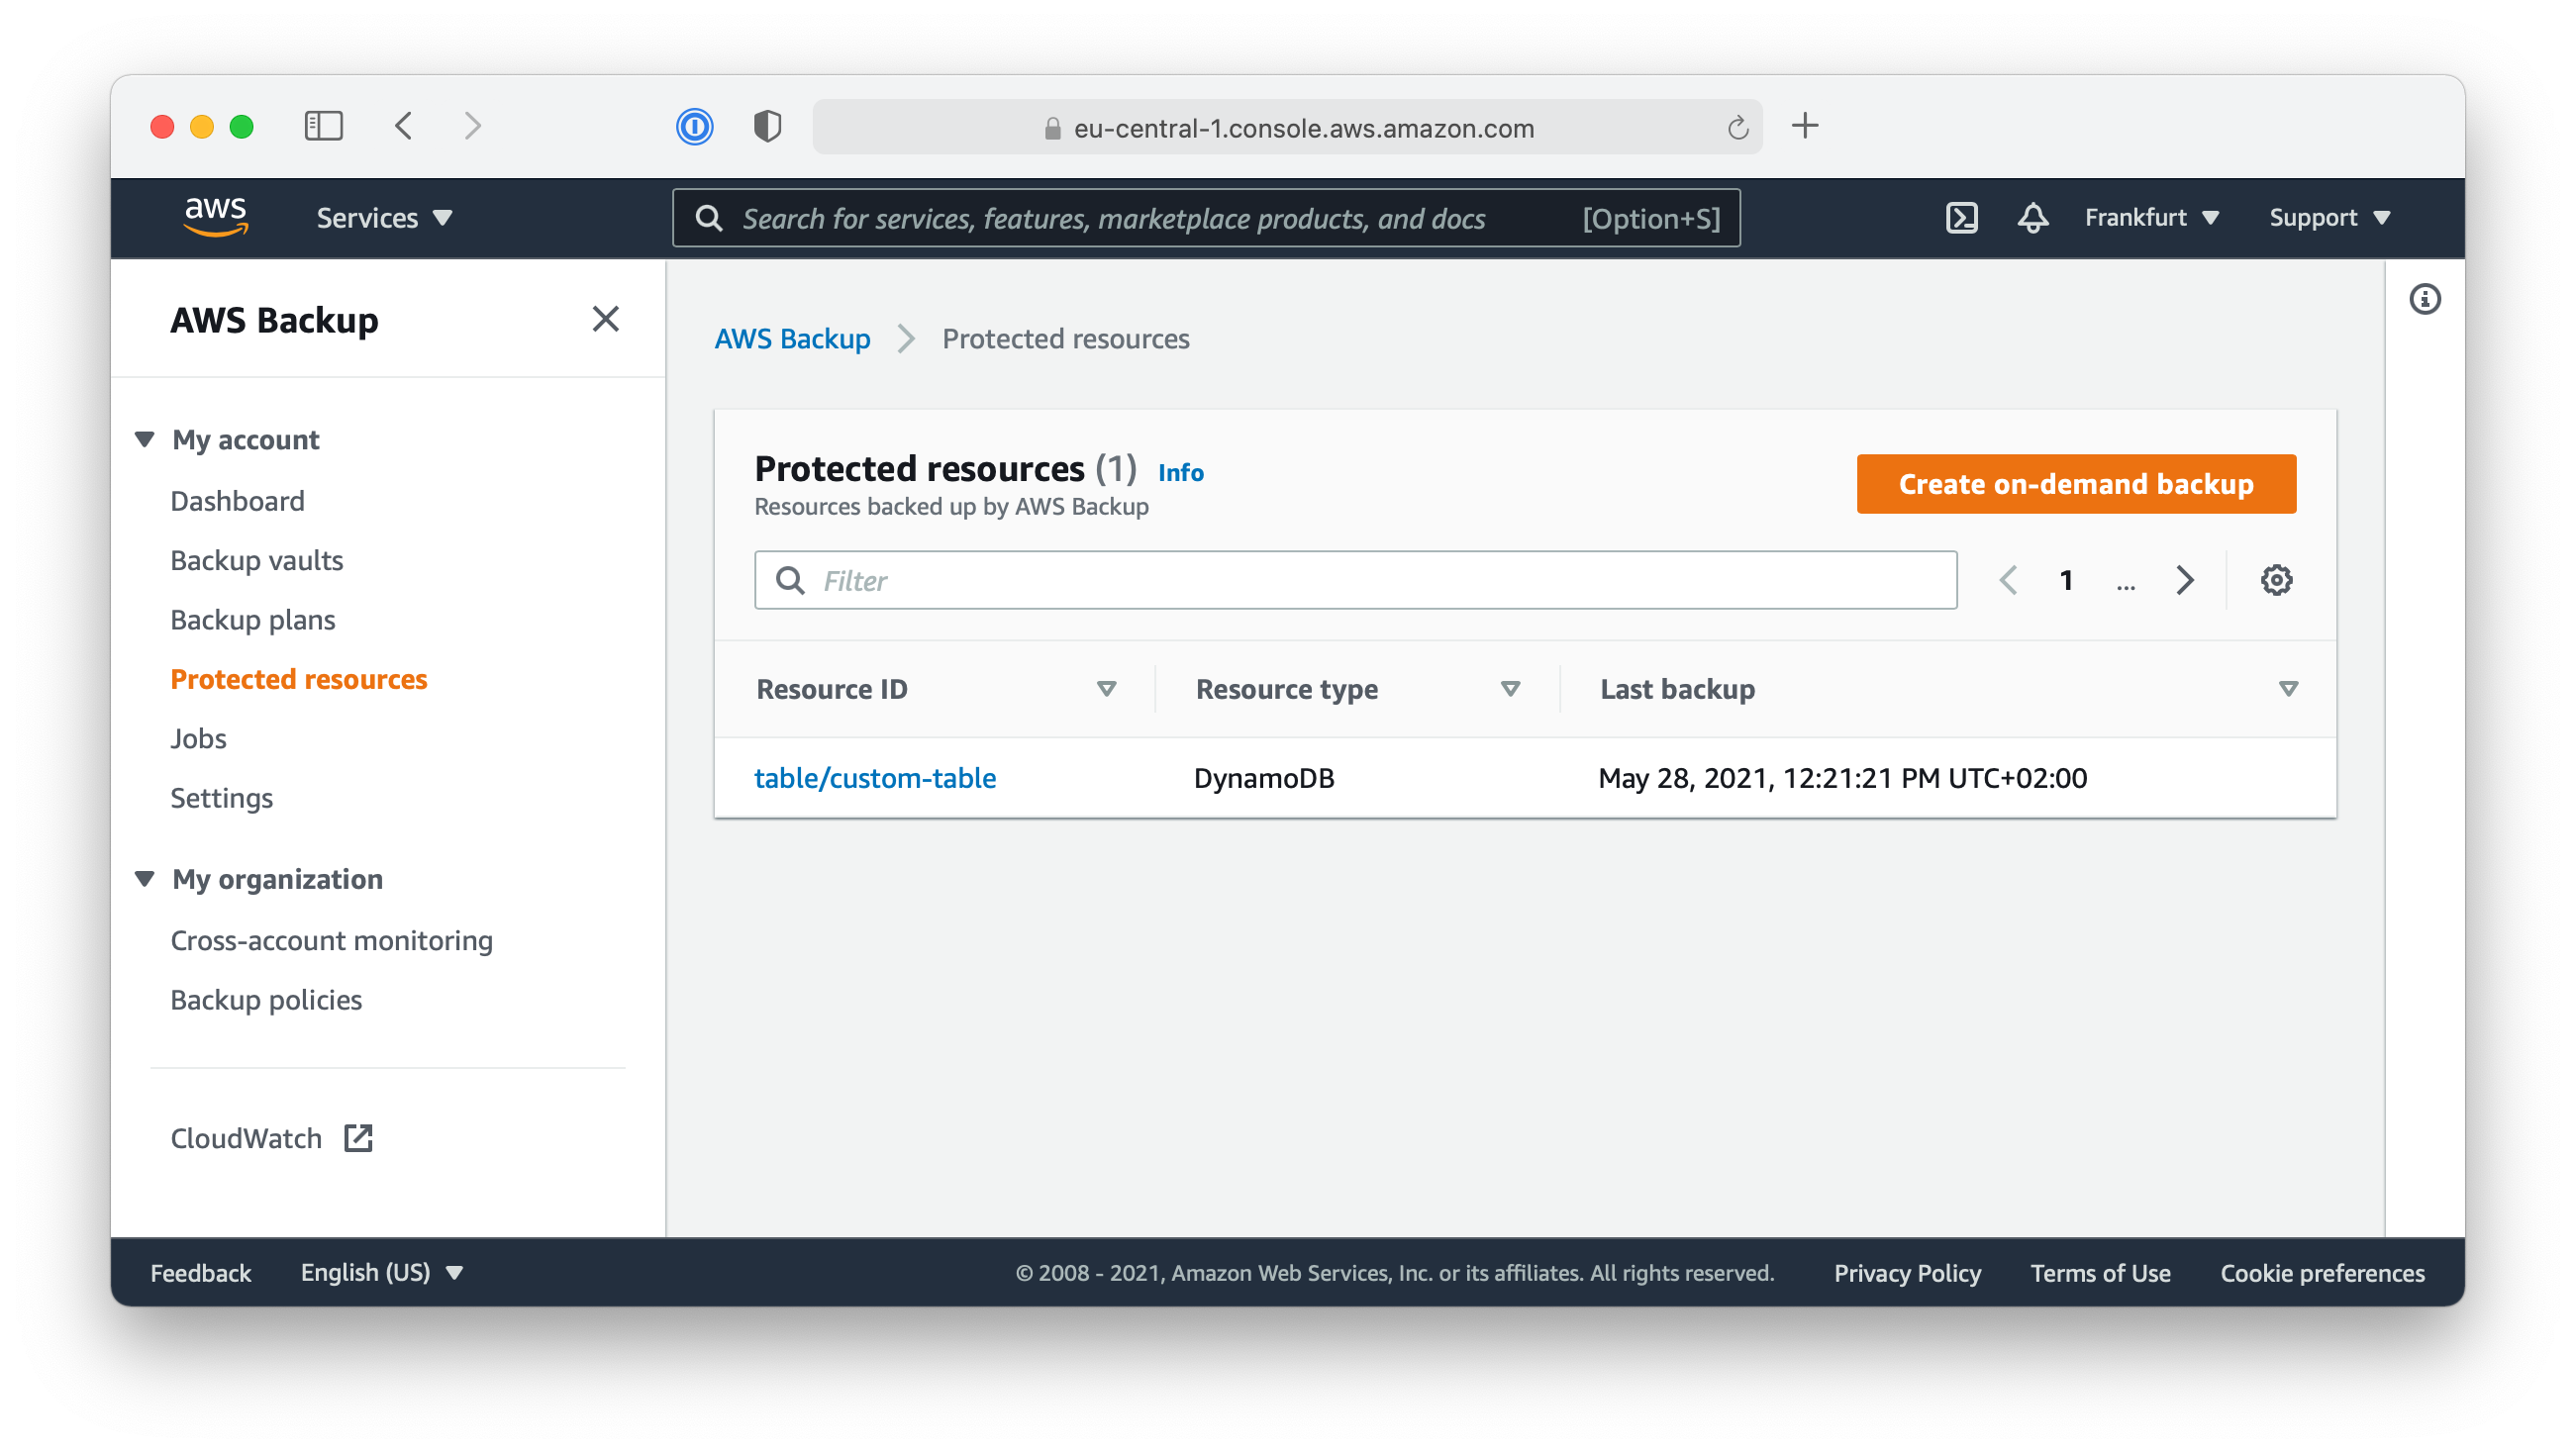 eu-central-1.console.aws.amazon.com
aws
Services
Search for services, features, marketplace products, and docs
[Option+S]
Frankfurt
Support
AWS Backup
My account
Dashboard
Backup vaults
Backup plans
Protected resources
Jobs
Settings
My organization
Cross-account monitoring
Backup policies
CloudWatch
AWS Backup
Protected resources
Protected resources (1) Info
Resources backed up by AWS Backup
Create on-demand backup
Filter
1 ...
Resource ID Resource type Last backup
table/custom-table DynamoDB May 28, 2021, 12:21:21 PM UTC+02:00
Feedback English (US) © 2008 - 2021, Amazon Web Services, Inc. or its affiliates. All rights reserved. Privacy Policy Terms of Use Cookie preferences